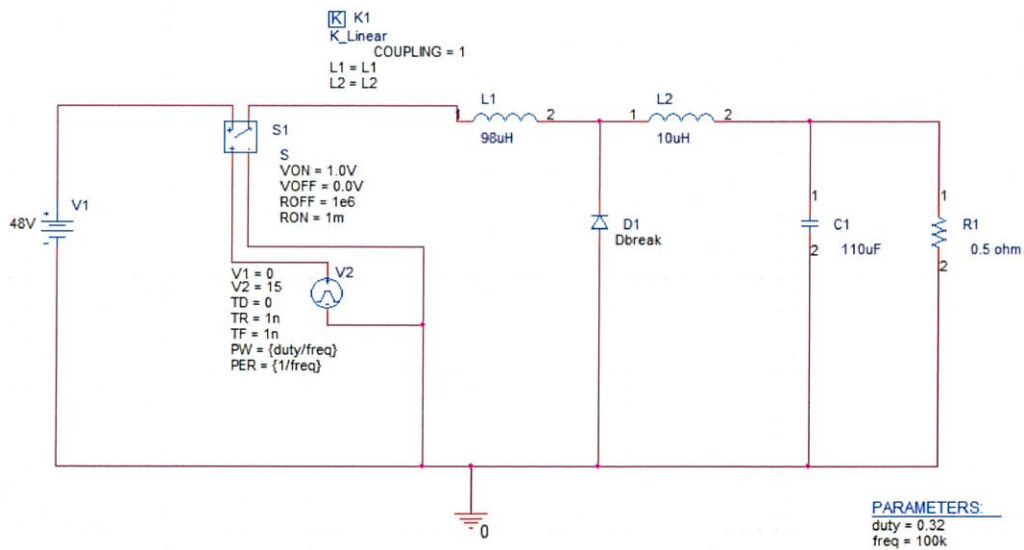 K K1
K_Linear
COUPLING = 1
L1 = L1
L2 = L2
L1
1 2
98uH
L2
1 2
10uH
S1
S
VON = 1.0V
VOFF = 0.0V
ROFF = 1e6
RON = 1m
V1
48V
V2
V1 = 0
V2 = 15
TD = 0
TR = 1n
TF = 1n
PW = {duty/freq}
PER = {1/freq}
D1
Dbreak
1
C1
110uF
2
1
R1
0.5 ohm
2
0
PARAMETERS:
duty = 0.32
freq = 100k